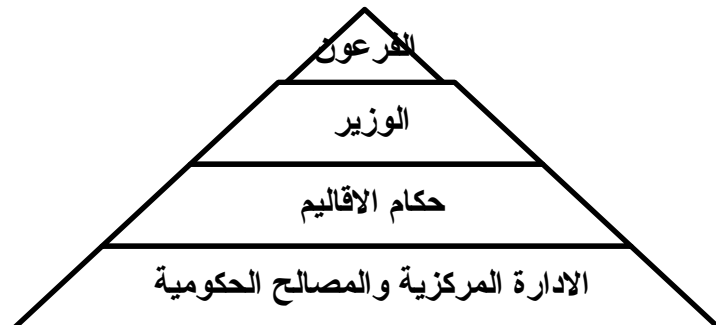 الفرعون
الوزير
حكام الاقاليم
الادارة المركزية والمصالح الحكومية